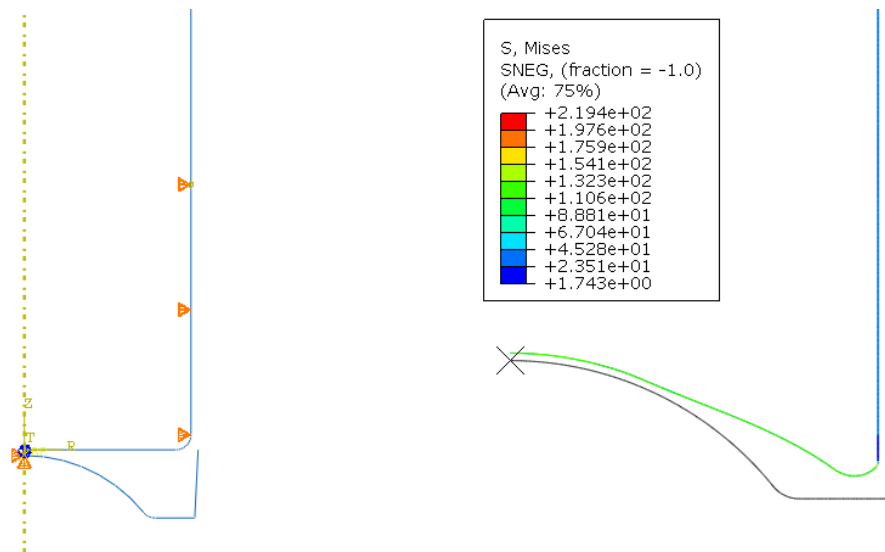 S, Mises
SNEG, (fraction = -1.0)
(Avg: 75%)
+2.194e+02
+1.976e+02
+1.759e+02
+1.541e+02
+1.323e+02
+1.106e+02
+8.881e+01
+6.704e+01
+4.528e+01
+2.351e+01
+1.743e+00
Z
T
R